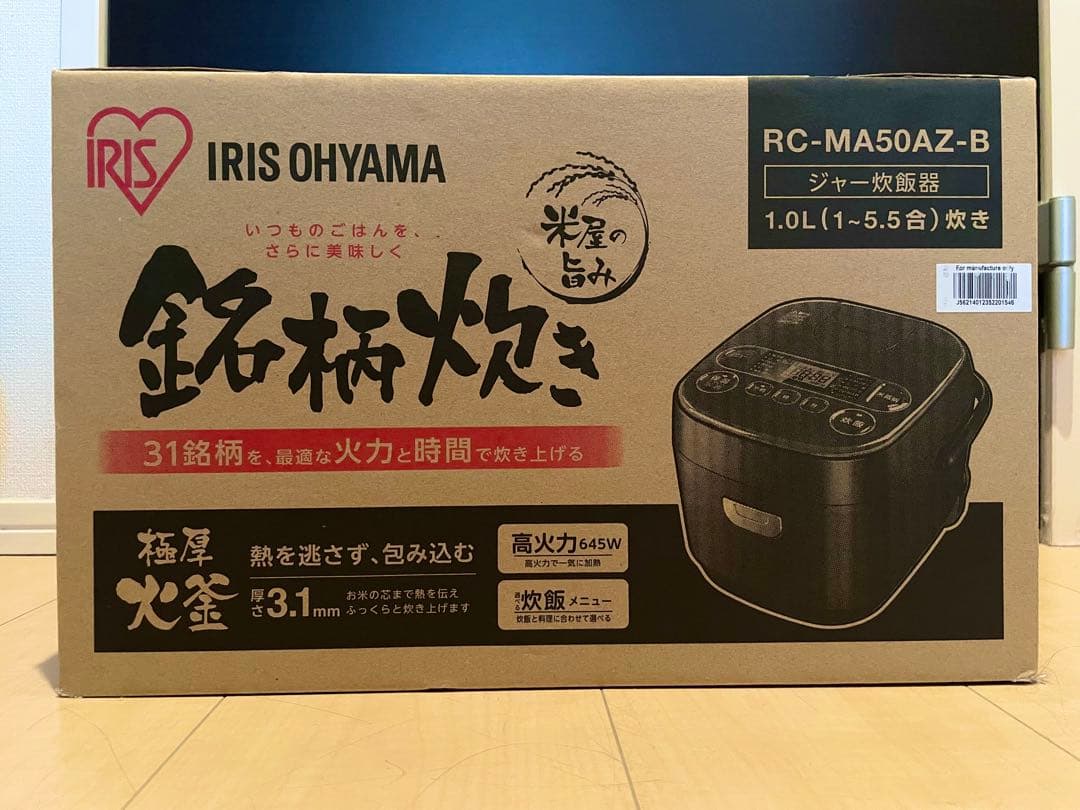 IRIS
IRIS OHYAMA
いつものごはんを、
さらに美味しく
米屋の
旨み
銘柄炊き
31銘柄を、最適な火力と時間で炊き上げる
RC-MA50AZ-B
ジャー炊飯器
1.0L(1~5.5合)炊き
For manufacture only
J56214012352201546
炊飯
極厚
火釜
熱を逃さず、包み込む
厚さ3.1mm
お米の芯まで熱を伝え
ふっくらと炊き上げます
高火力645W
高火力で一気に加熱
選べる炊飯メニュー
炊飯と料理に合わせて選べる